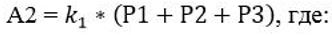 А2 = k₁ * (Р1 + Р2 + Р3), где: